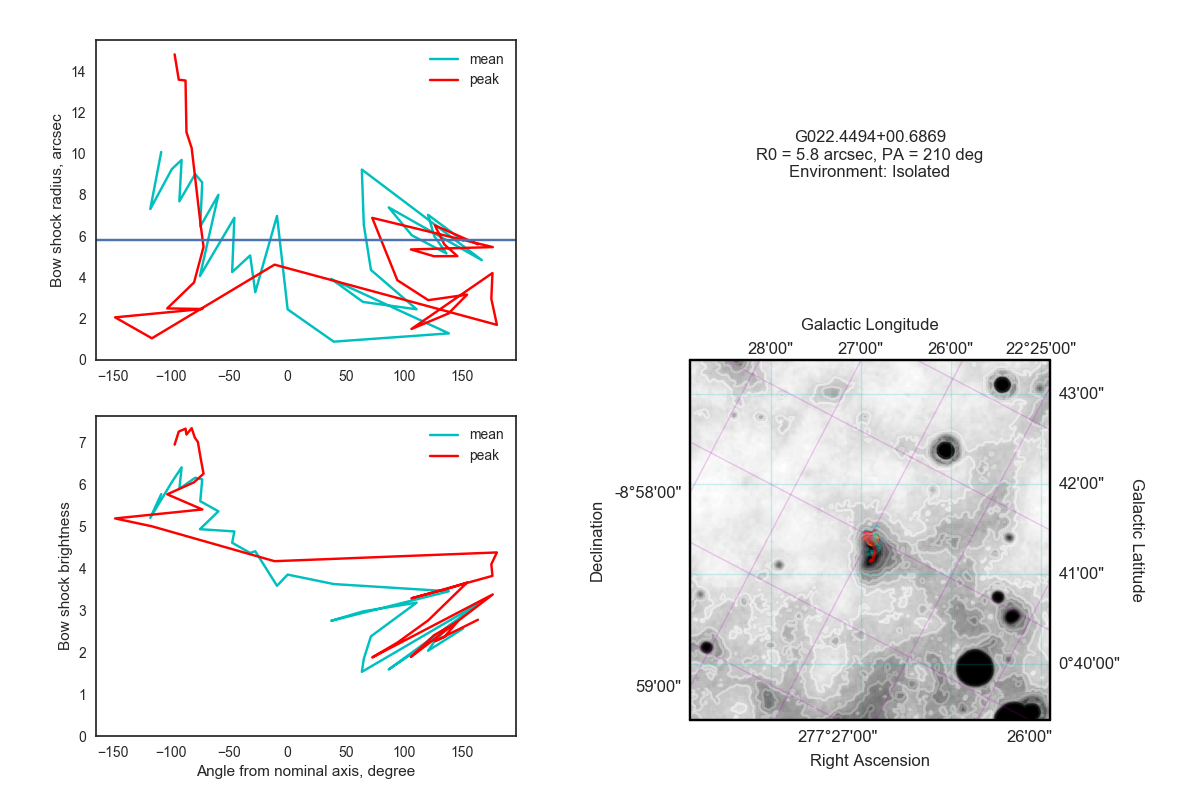 mean
peak
14
12
10
8
6
4
2
0
Bow shock radius, arcsec
−150
−100
−50
0
50
100
150
mean
peak
7
6
5
4
3
2
1
0
Bow shock brightness
−150
−100
−50
0
50
100
150
Angle from nominal axis, degree
G022.4494+00.6869
R0 = 5.8 arcsec, PA = 210 deg
Environment: Isolated
Galactic Longitude
28'00" 27'00" 26'00" 22°25'00"
43'00"
42'00"
41'00"
0°40'00"
Galactic Latitude
-8°58'00"
59'00"
Declination
277°27'00" 26'00"
Right Ascension